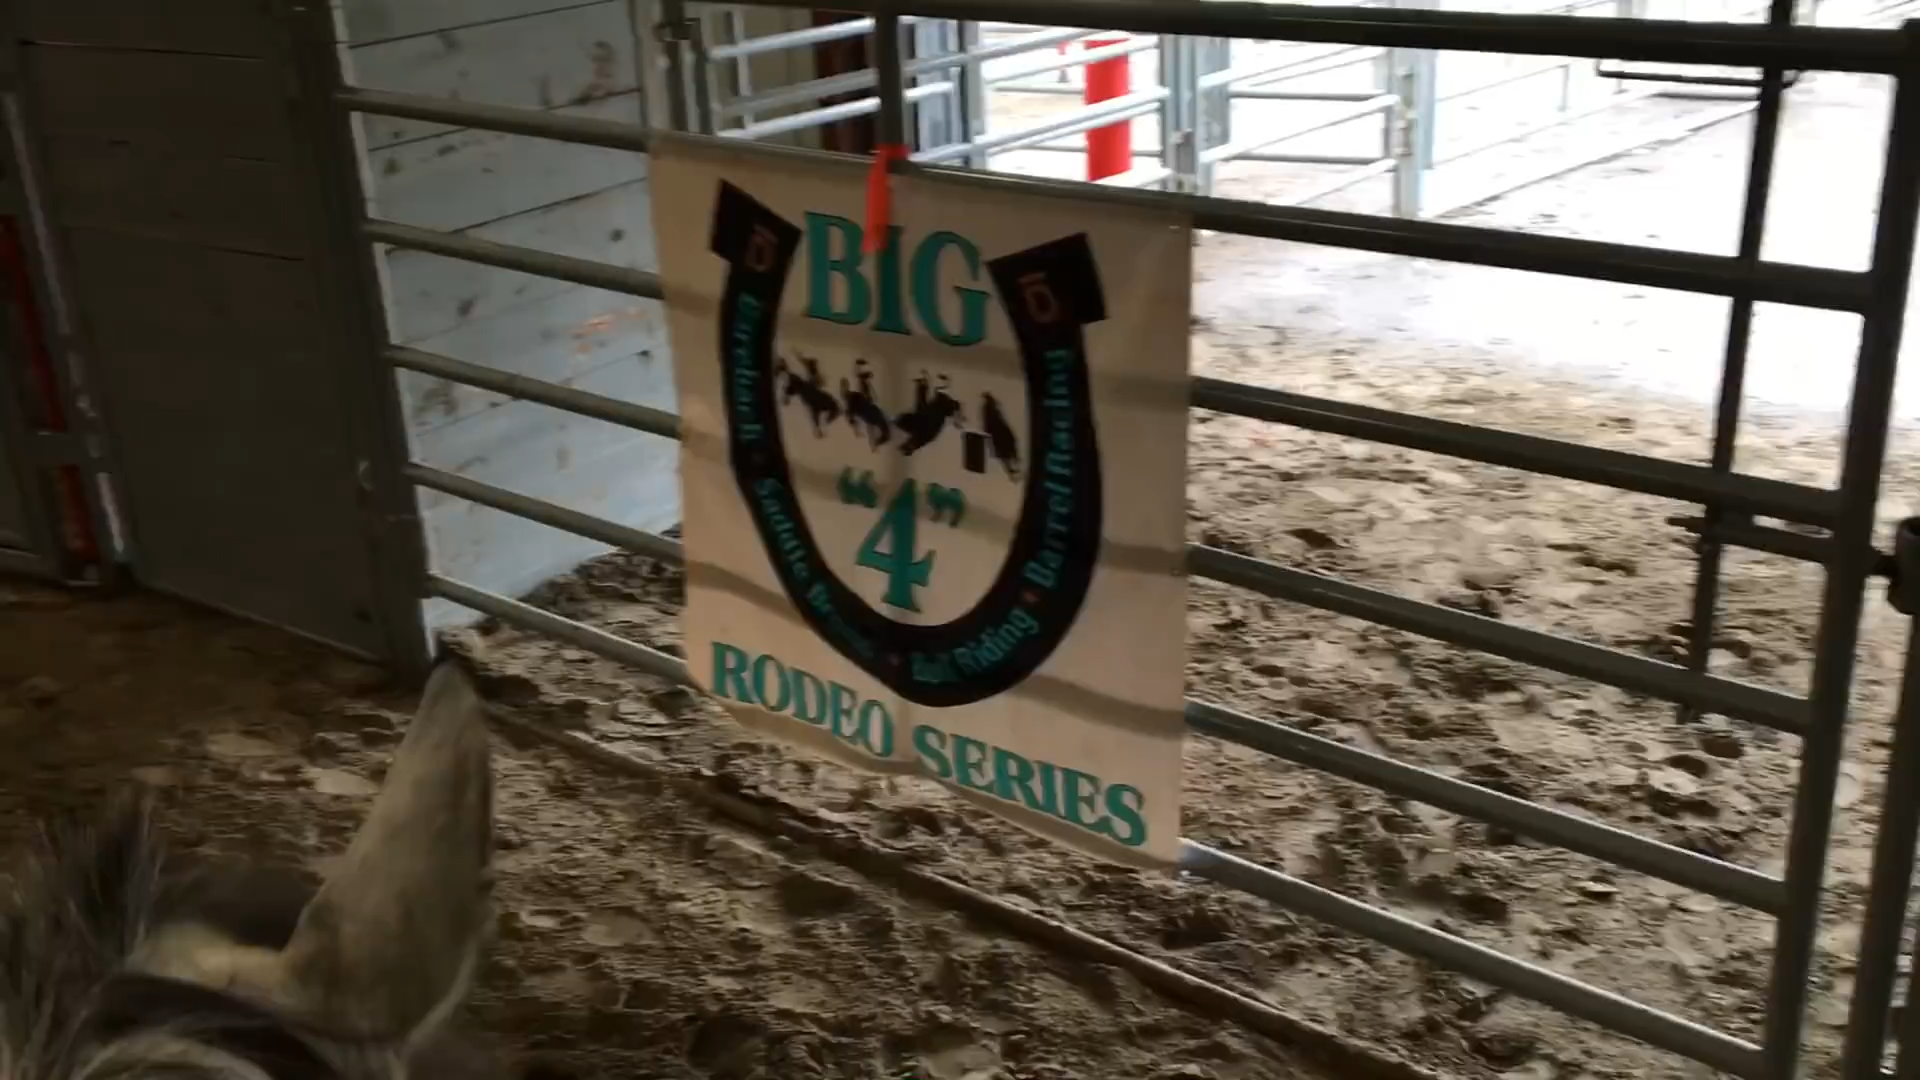 BIG
"4"
Bareback • Saddle Bronc • Bull Riding • Barrel Racing
RODEO SERIES